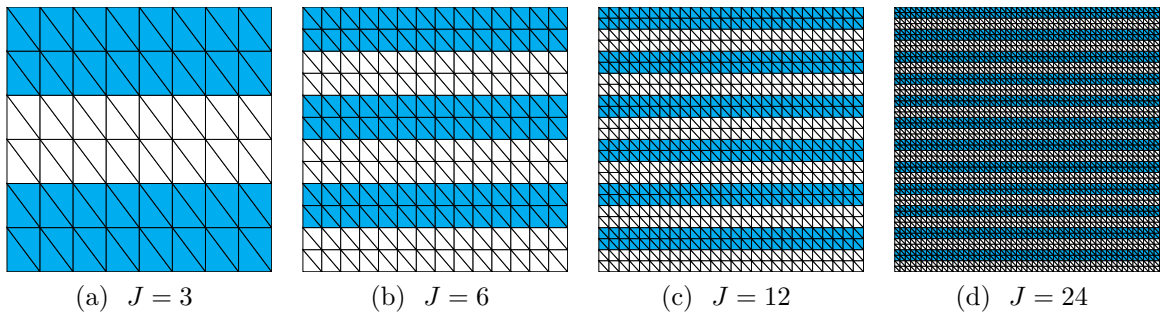 (a) J = 3 (b) J = 6 (c) J = 12 (d) J = 24